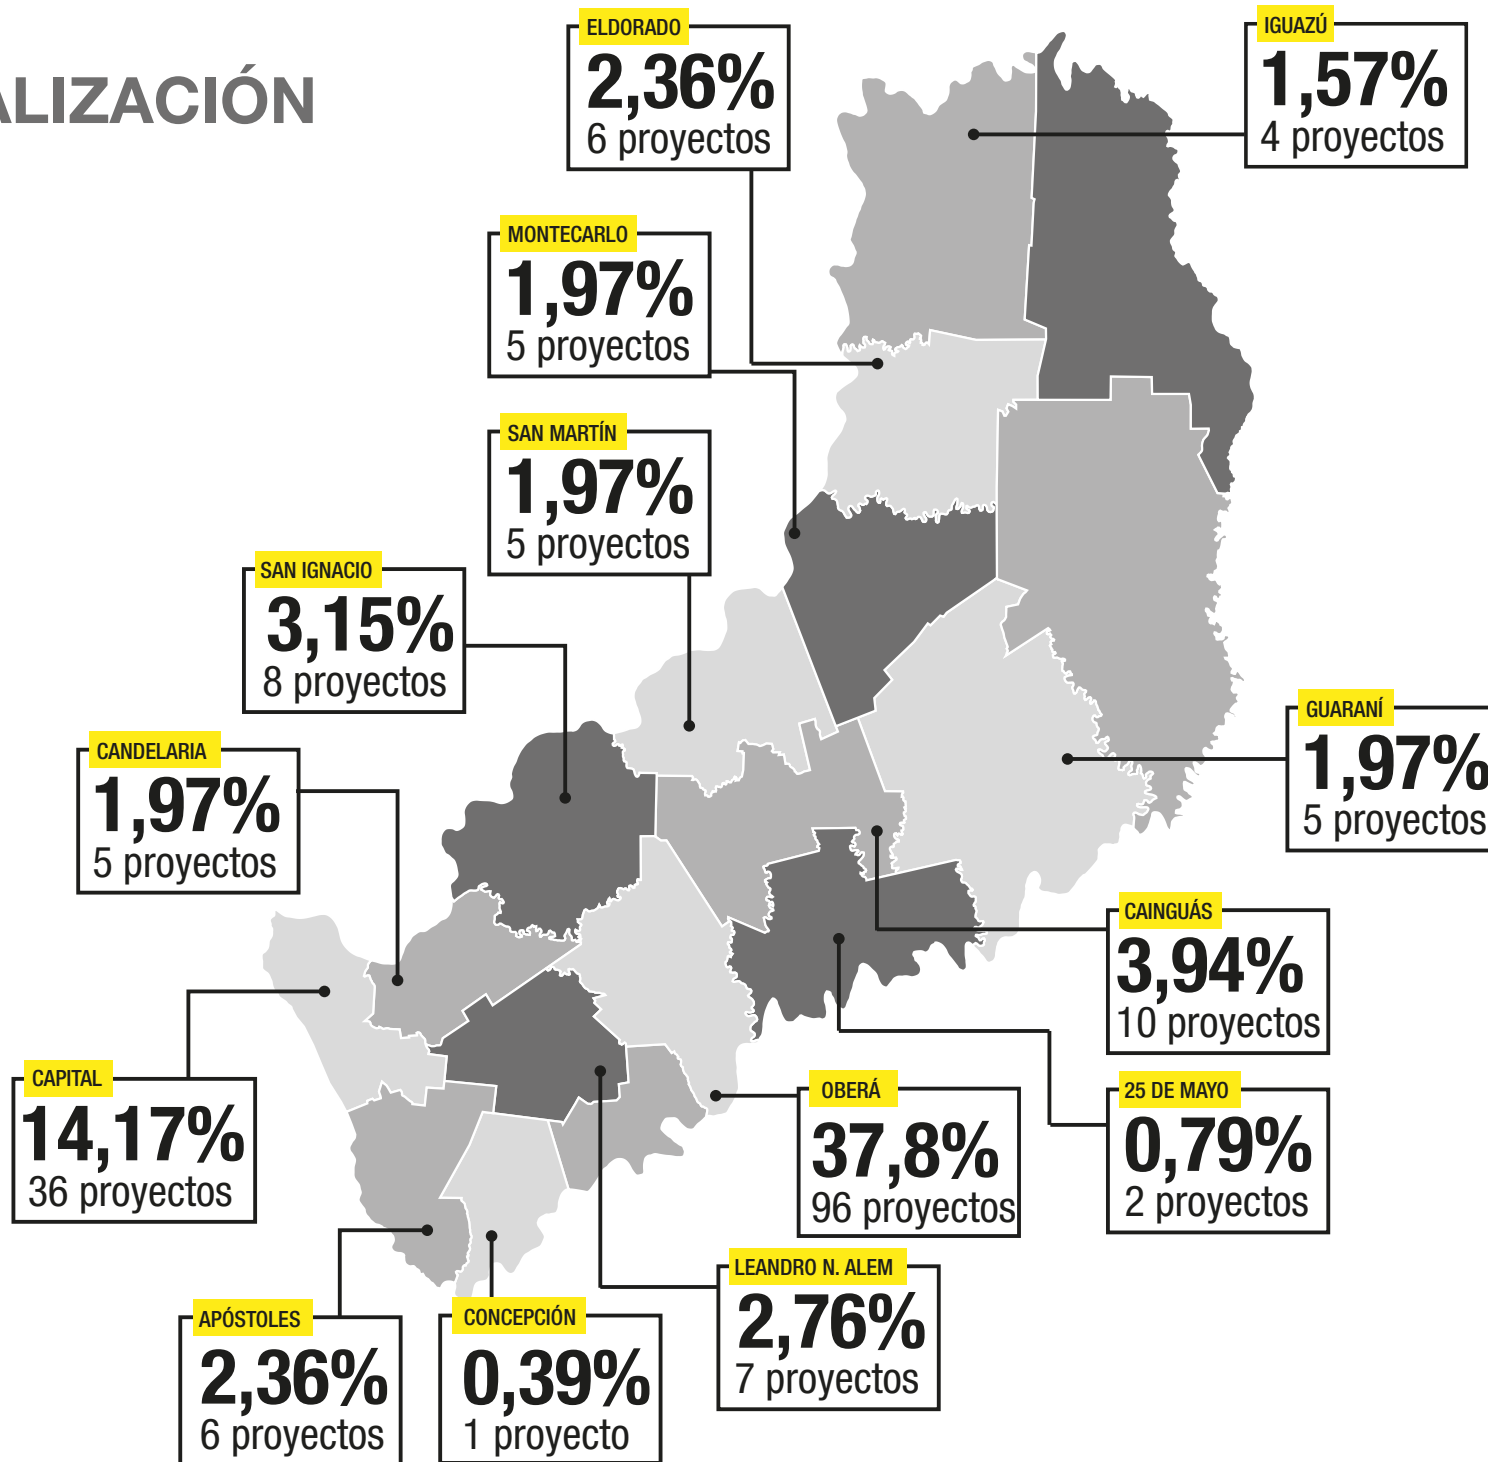 ALIZACIÓN
ELDORADO
2,36%
6 proyectos
IGUAZÚ
1,57%
4 proyectos
MONTECARLO
1,97%
5 proyectos
SAN MARTÍN
1,97%
5 proyectos
SAN IGNACIO
3,15%
8 proyectos
GUARANÍ
1,97%
5 proyectos
CANDELARIA
1,97%
5 proyectos
CAINGUÁS
3,94%
10 proyectos
CAPITAL
14,17%
36 proyectos
OBERÁ
37,8%
96 proyectos
25 DE MAYO
0,79%
2 proyectos
LEANDRO N. ALEM
2,76%
7 proyectos
APÓSTOLES
2,36%
6 proyectos
CONCEPCIÓN
0,39%
1 proyecto